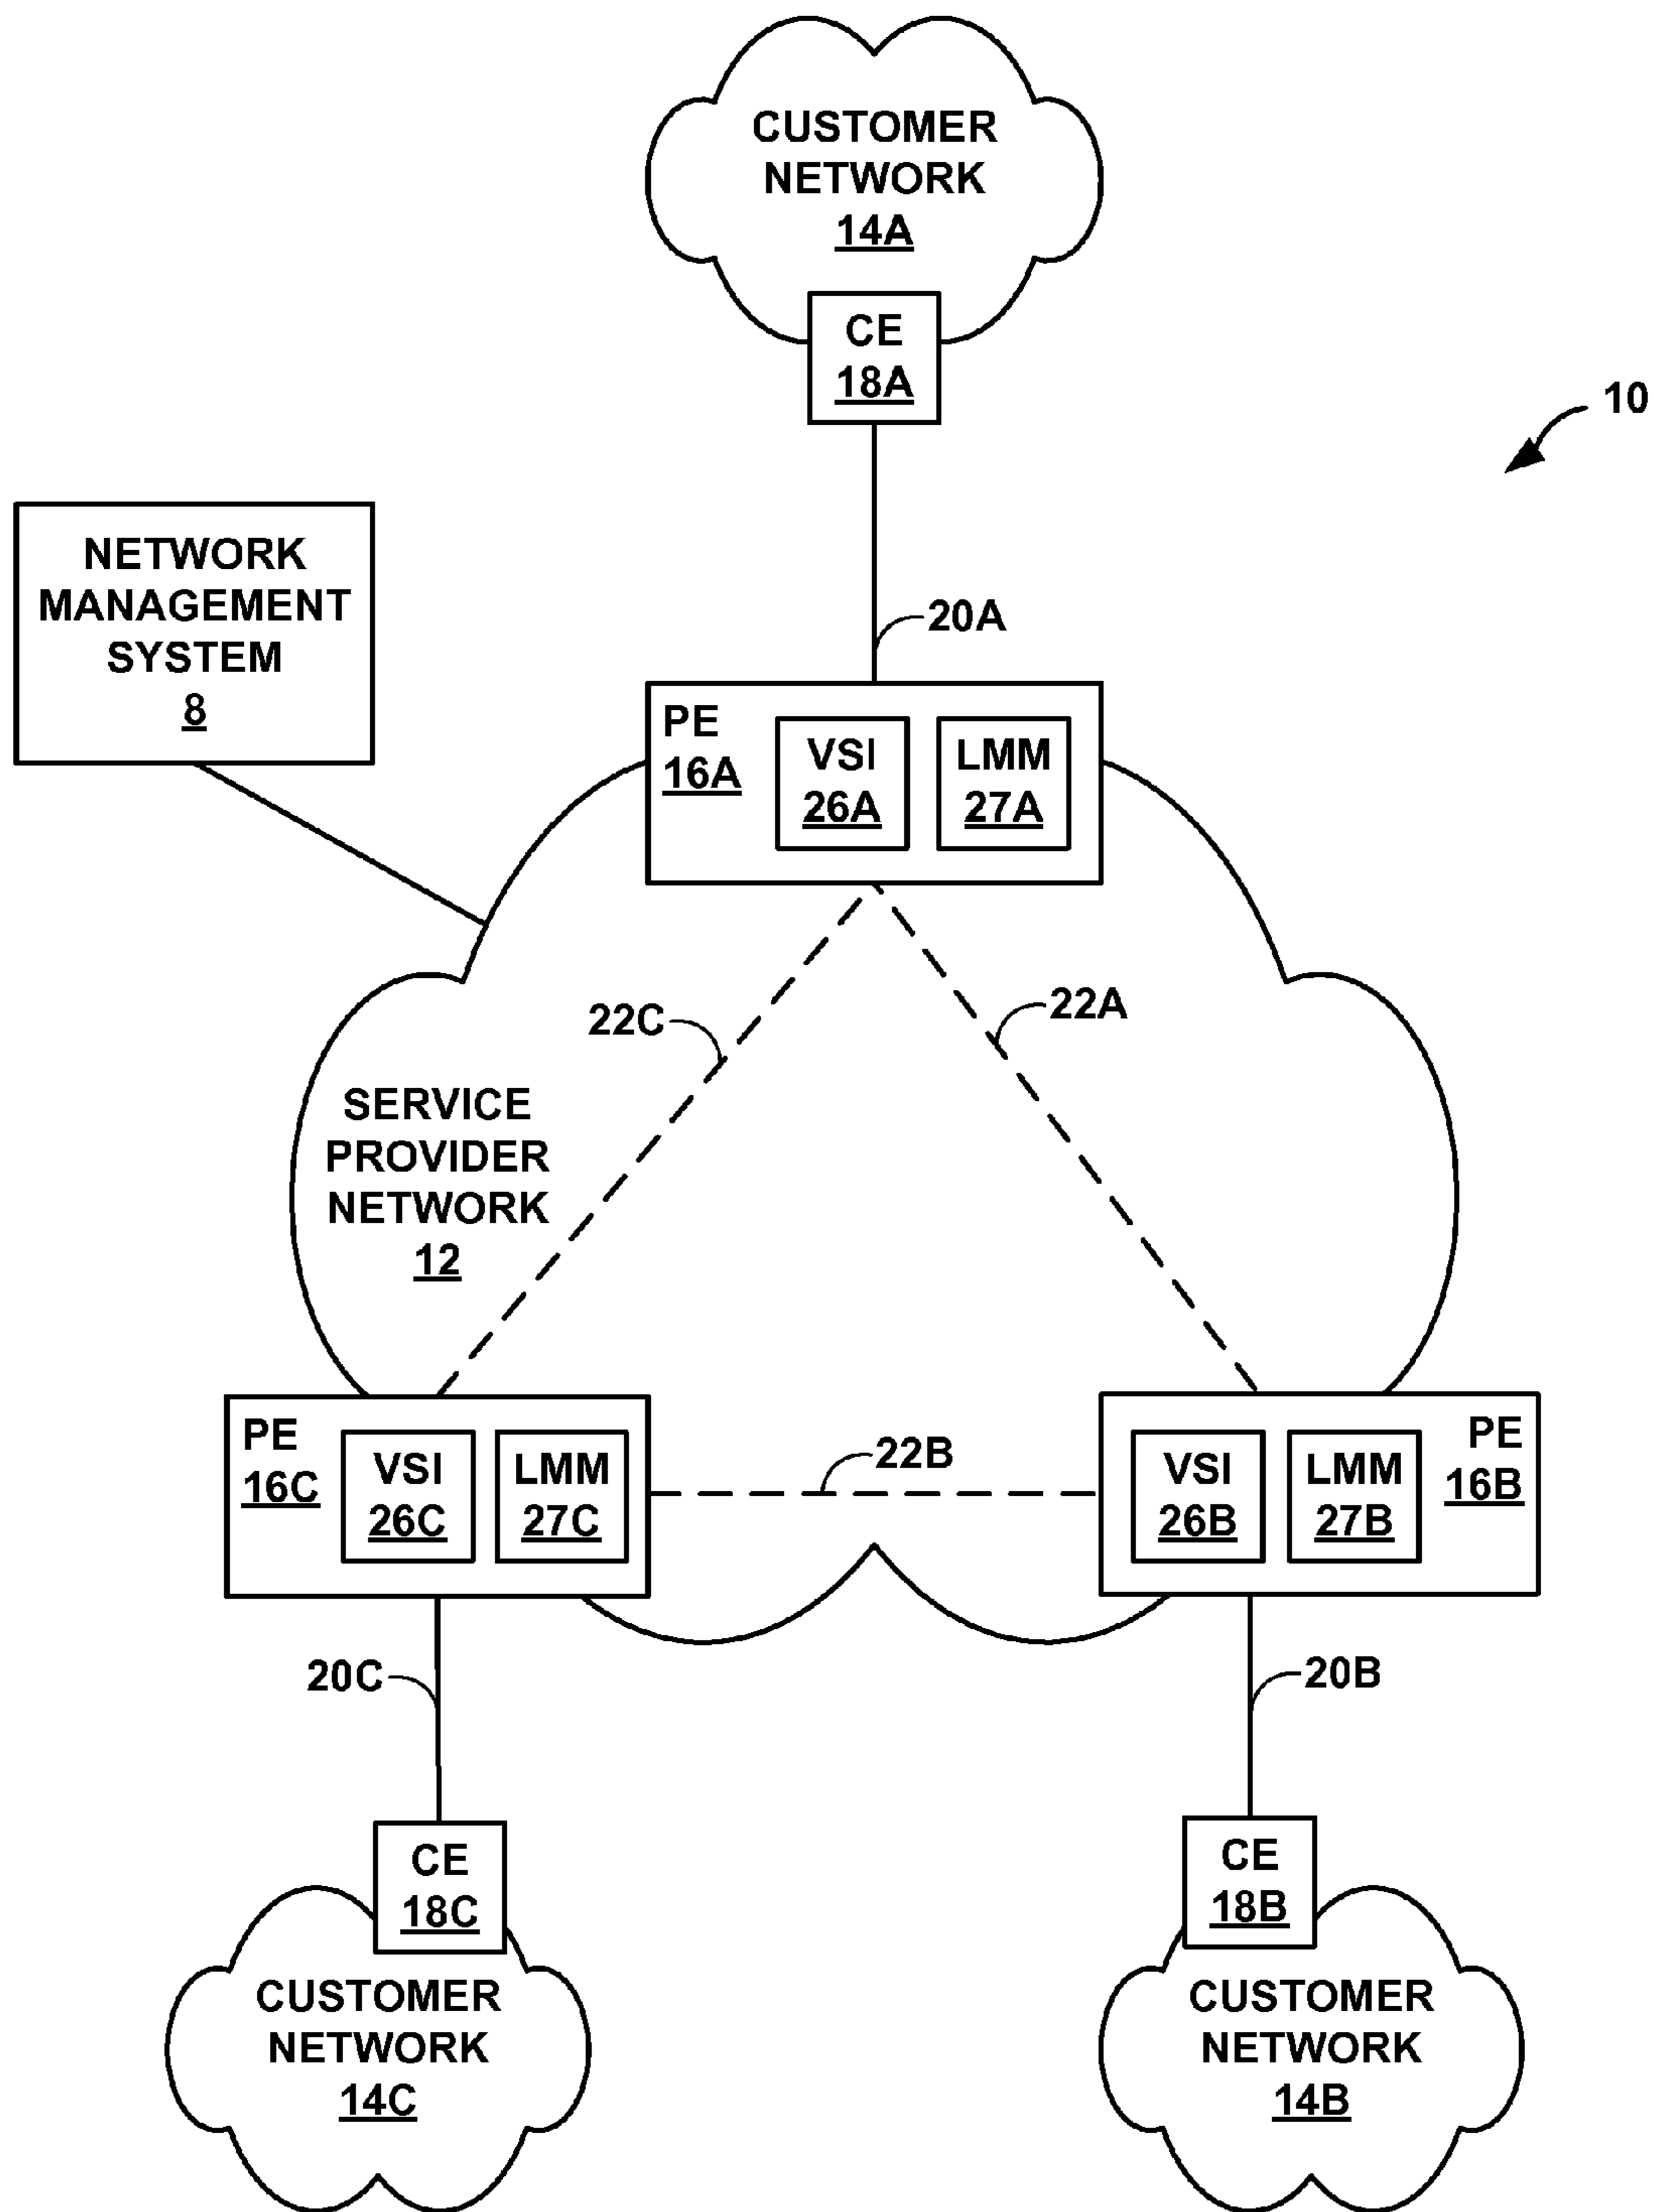 CUSTOMER
NETWORK
14A
CE
18A
10
NETWORK
MANAGEMENT
SYSTEM
8
20A
PE
16A
VSI
26A
LMM
27A
22C
22A
SERVICE
PROVIDER
NETWORK
12
PE
16C
VSI
26C
LMM
27C
22B
VSI
26B
LMM
27B
PE
16B
20C
20B
CE
18C
CE
18B
CUSTOMER
NETWORK
14C
CUSTOMER
NETWORK
14B